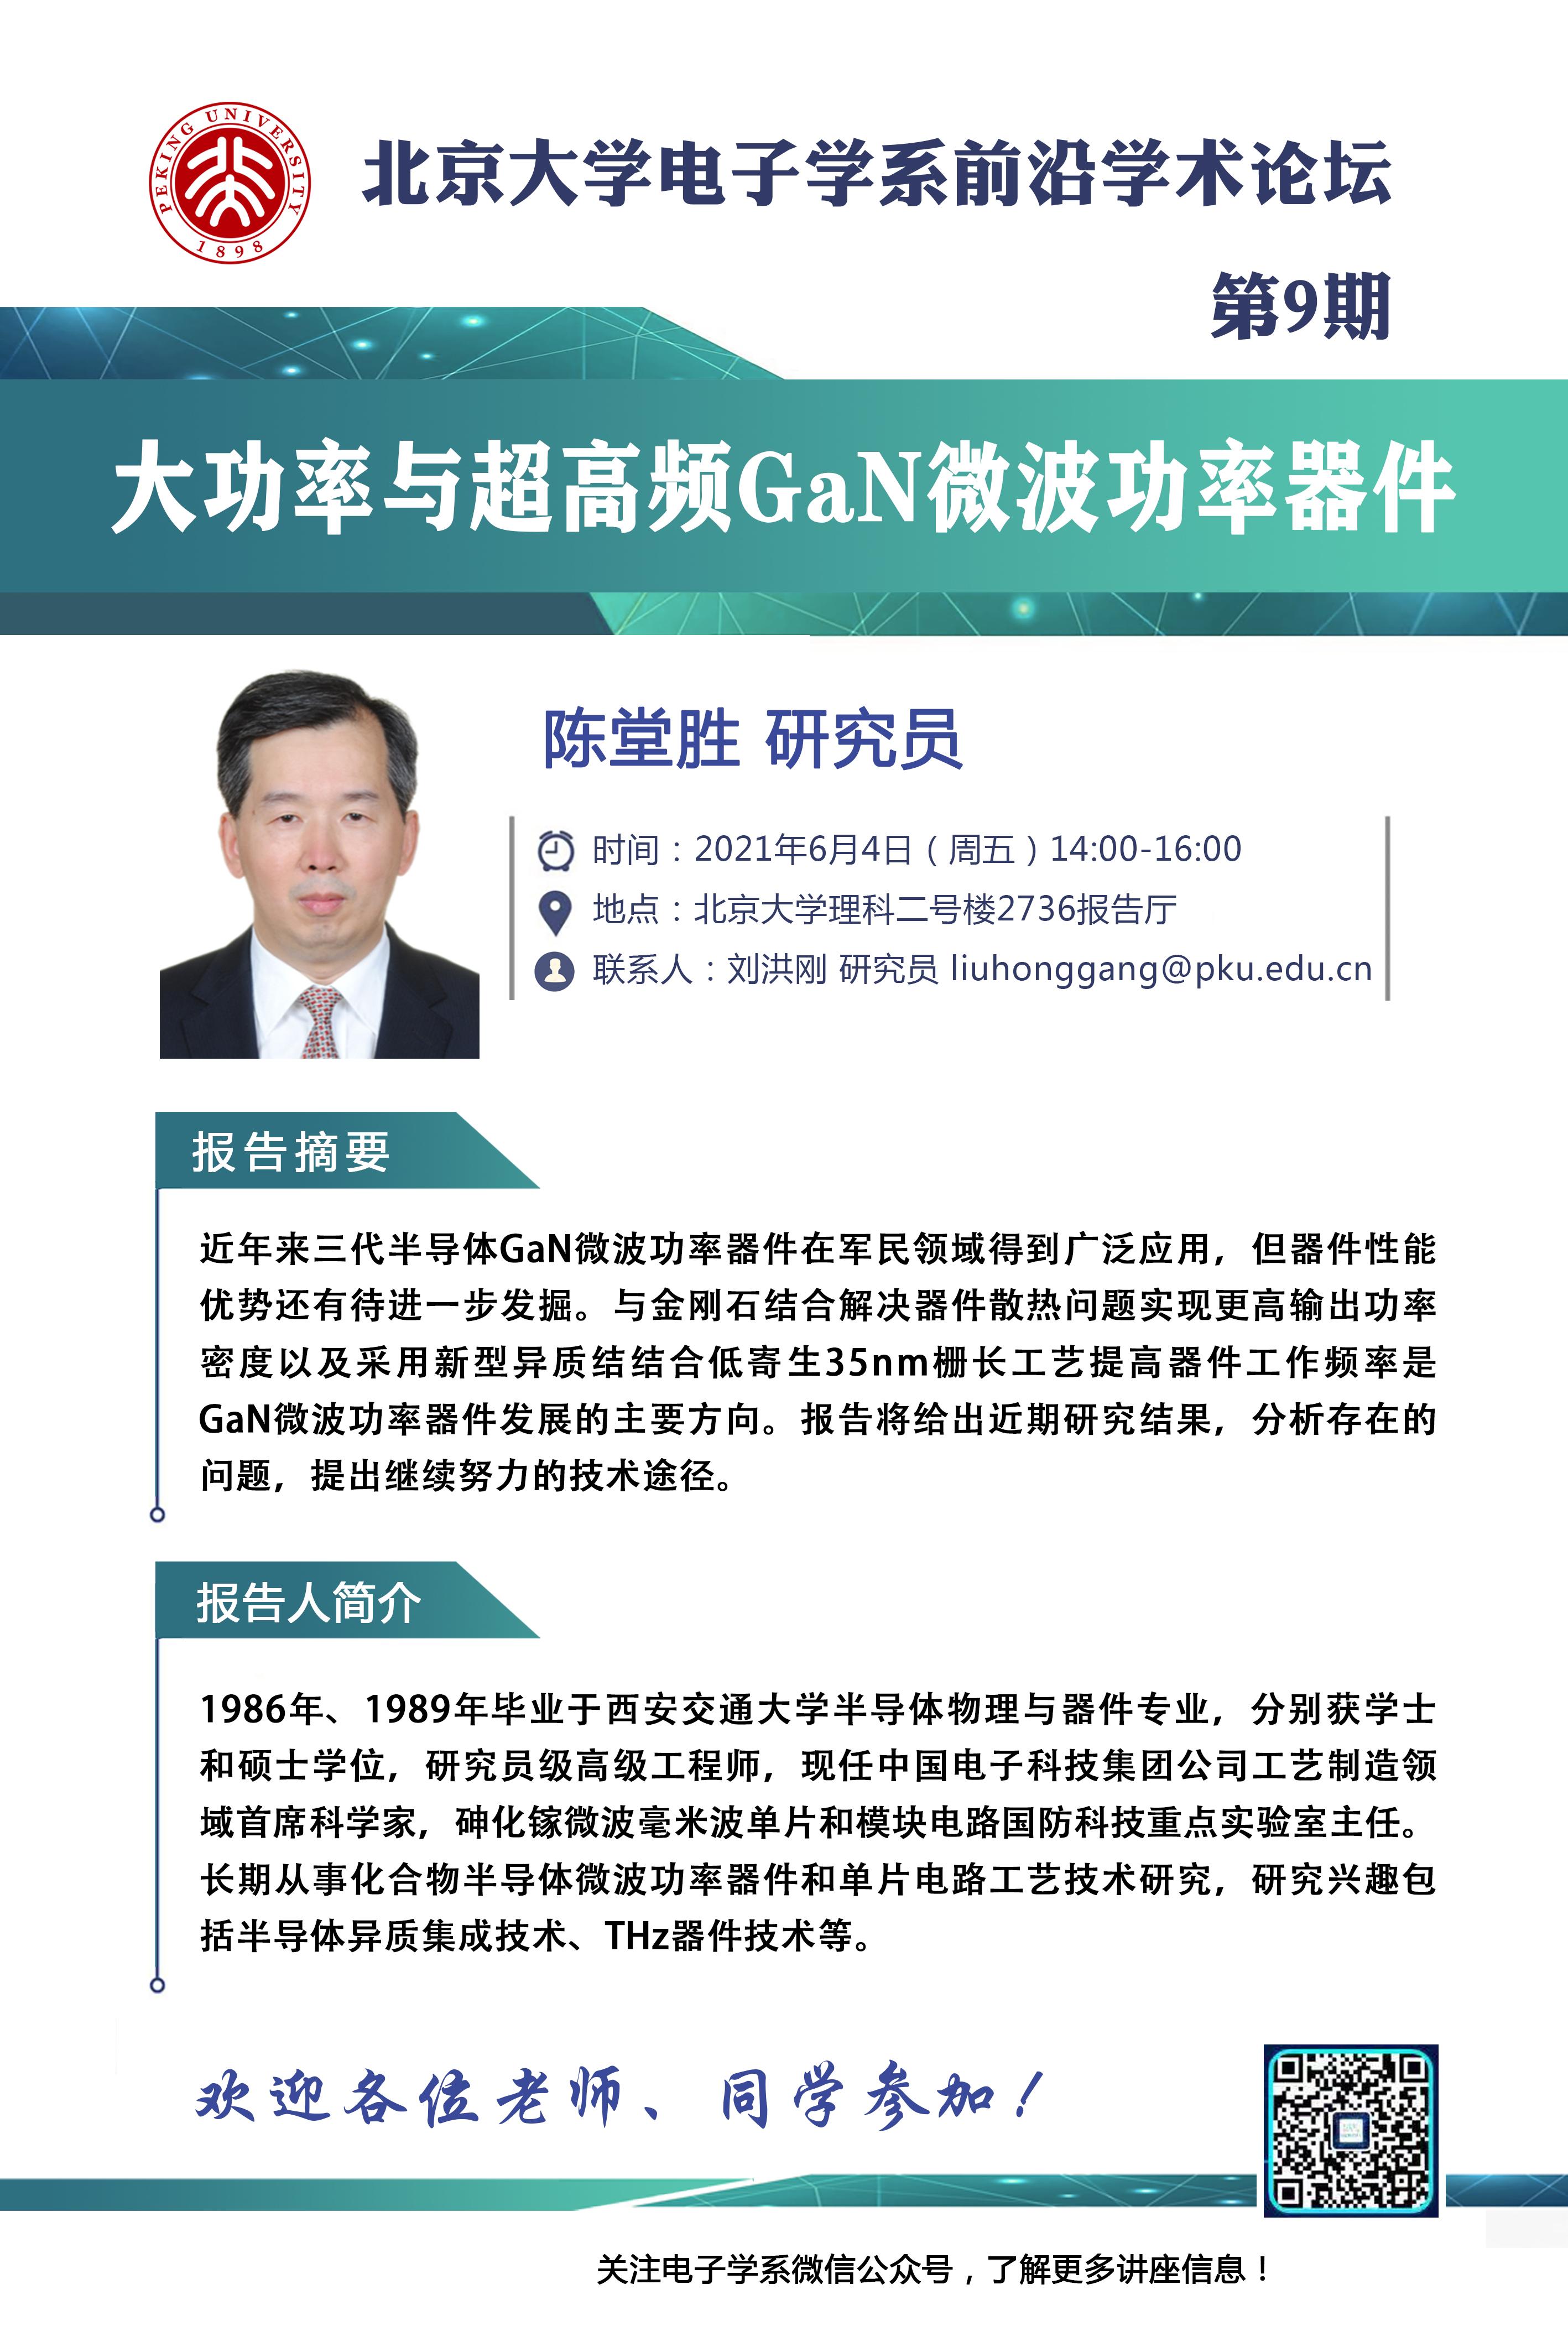 PEKING UNIVERSITY
1898
北京大学电子学系前沿学术论坛
第9期
大功率与超高频GaN微波功率器件
陈堂胜 研究员
时间：2021年6月4日（周五）14:00-16:00
地点：北京大学理科二号楼2736报告厅
联系人：刘洪刚 研究员 liuhonggang@pku.edu.cn
报告摘要
近年来三代半导体GaN微波功率器件在军民领域得到广泛应用，但器件性能
优势还有待进一步发掘。与金刚石结合解决器件散热问题实现更高输出功率
密度以及采用新型异质结结合低寄生35nm栅长工艺提高器件工作频率是
GaN微波功率器件发展的主要方向。报告将给出近期研究结果，分析存在的
问题，提出继续努力的技术途径。
报告人简介
1986年、1989年毕业于西安交通大学半导体物理与器件专业，分别获学士
和硕士学位，研究员级高级工程师，现任中国电子科技集团公司工艺制造领
域首席科学家，砷化镓微波毫米波单片和模块电路国防科技重点实验室主任。
长期从事化合物半导体微波功率器件和单片电路工艺技术研究，研究兴趣包
括半导体异质集成技术、THz器件技术等。
欢迎各位老师、同学参加！
关注电子学系微信公众号，了解更多讲座信息！